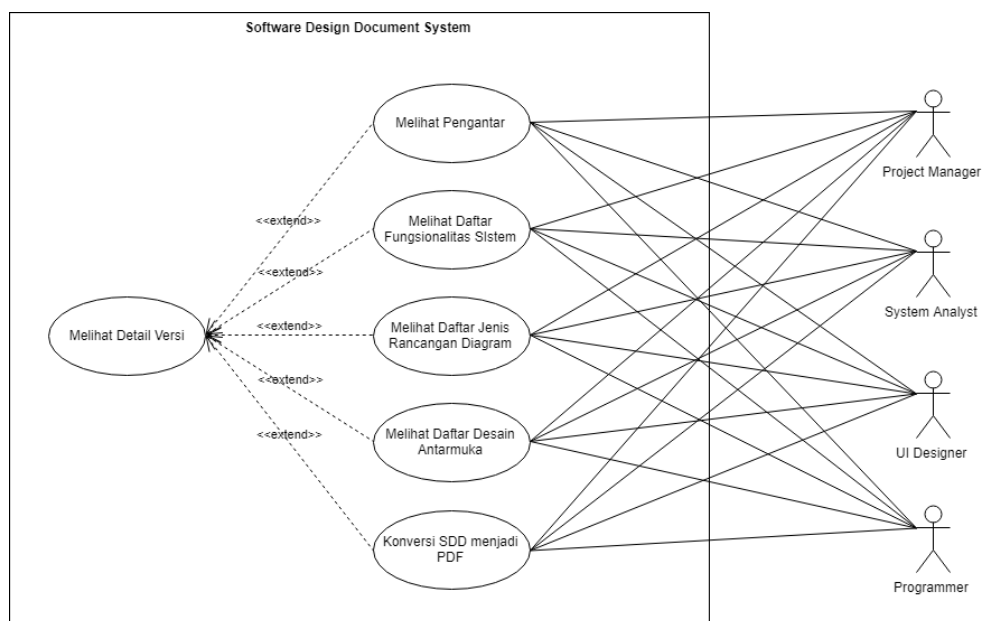 Software Design Document System
Melihat Pengantar
Project Manager
<<extend>>
Melihat Daftar
Fungsionalitas SIstem
<<extend>>
System Analyst
Melihat Detail Versi
<<extend>>
Melihat Daftar Jenis
Rancangan Diagram
<<extend>>
Melihat Daftar Desain
Antarmuka
UI Designer
<<extend>>
Konversi SDD menjadi
PDF
Programmer